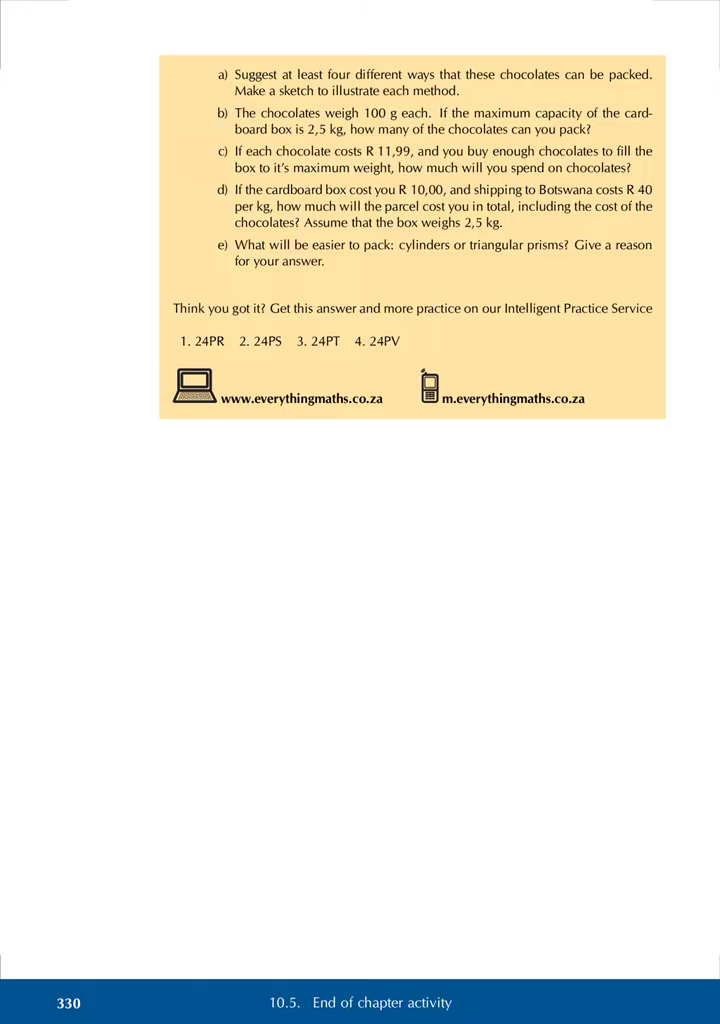 a) Suggest at least four different ways that these chocolates can be packed.
Make a sketch to illustrate each method.
b) The chocolates weigh 100 g each. If the maximum capacity of the card-
board box is 2,5 kg, how many of the chocolates can you pack?
c) If each chocolate costs R 11,99, and you buy enough chocolates to fill the
box to it's maximum weight, how much will you spend on chocolates?
d) If the cardboard box cost you R 10,00, and shipping to Botswana costs R 40
per kg, how much will the parcel cost you in total, including the cost of the
chocolates? Assume that the box weighs 2,5 kg.
e) What will be easier to pack: cylinders or triangular prisms? Give a reason
for your answer.
Think you got it? Get this answer and more practice on our Intelligent Practice Service
1. 24PR 2. 24PS 3. 24PT 4. 24PV
www.everythingmaths.co.za m.everythingmaths.co.za
330 10.5. End of chapter activity